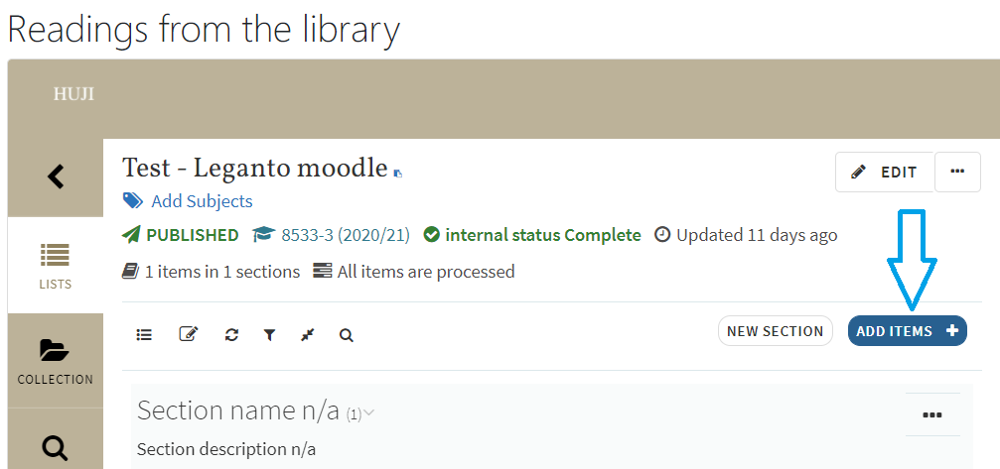 Readings from the library
HUJI
Test - Leganto moodle
EDIT
Add Subjects
PUBLISHED 8533-3 (2020/21) internal status Complete Updated 11 days ago
1 items in 1 sections All items are processed
LISTS
NEW SECTION ADD ITEMS +
COLLECTION
Section name n/a (1)
Section description n/a